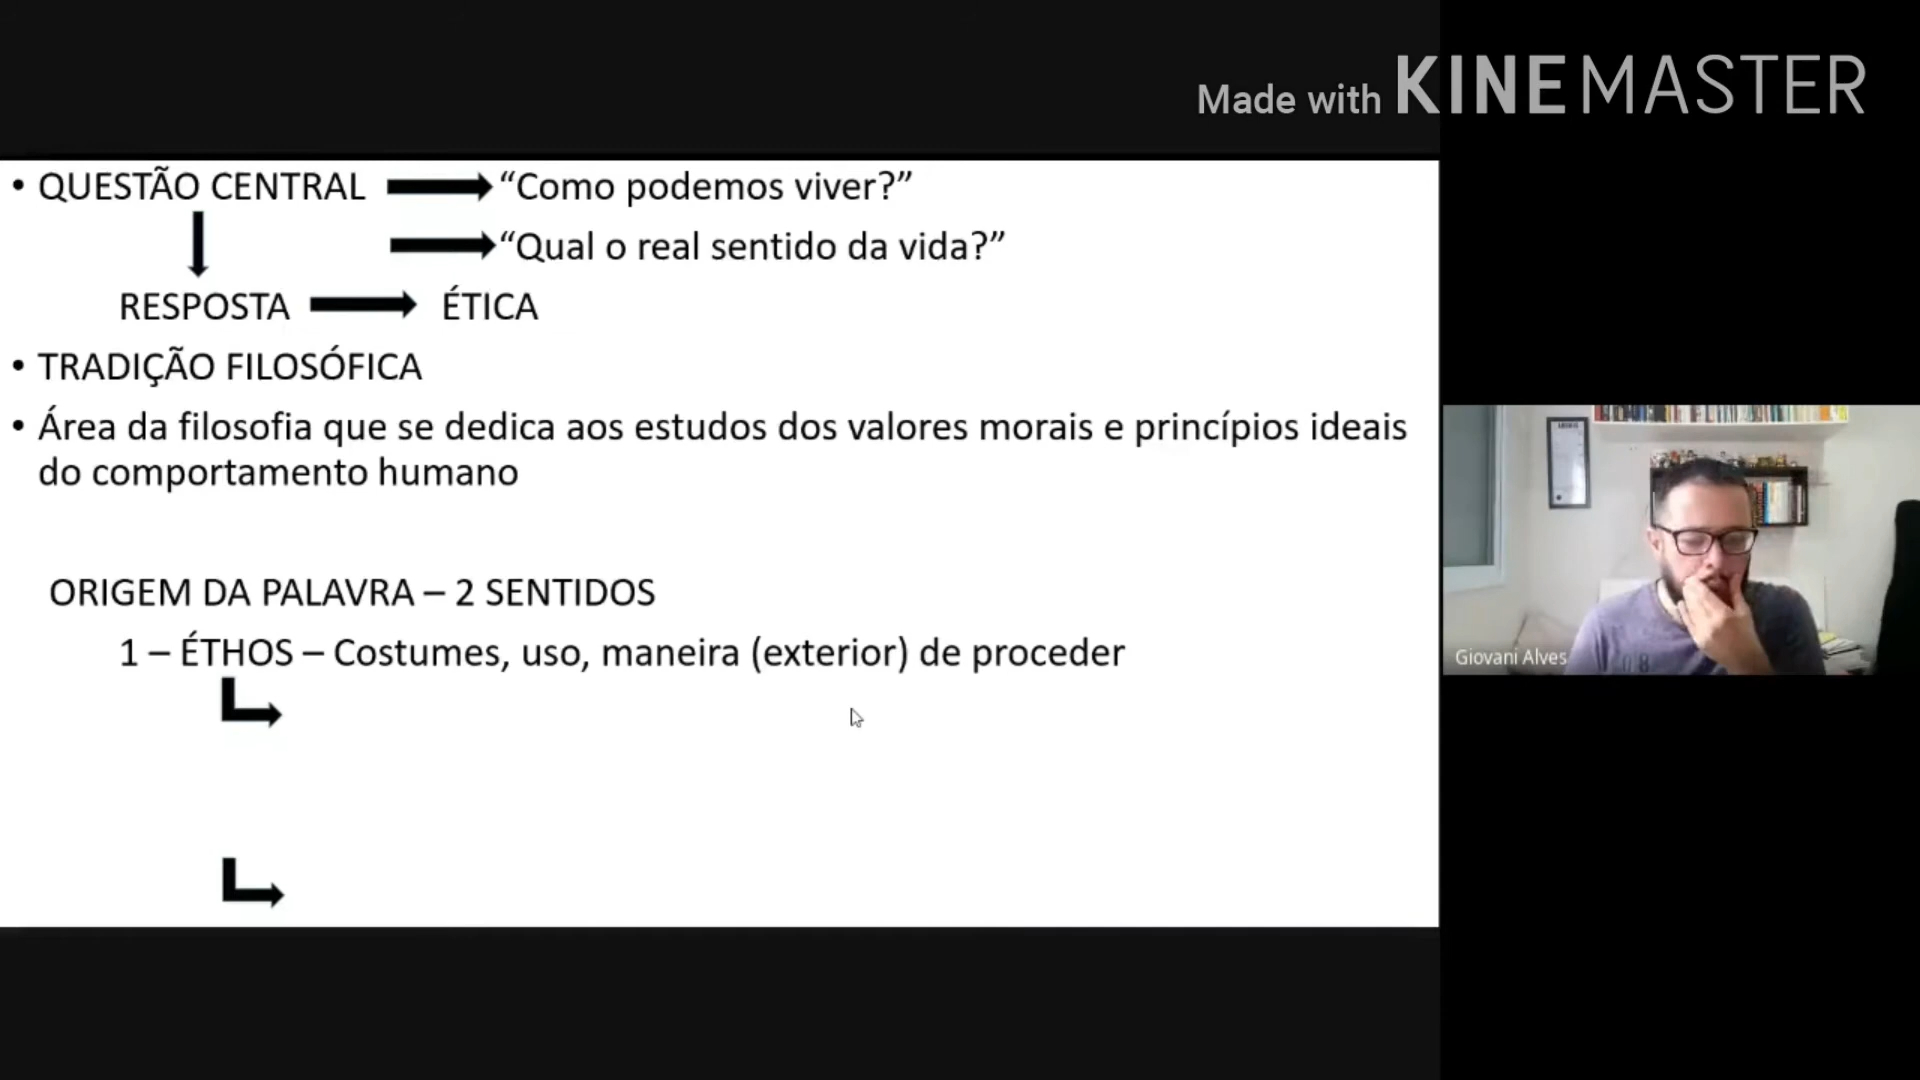 Made with KINEMASTER
• QUESTÃO CENTRAL “Como podemos viver?”
“Qual o real sentido da vida?”
RESPOSTA ÉTICA
• TRADIÇÃO FILOSÓFICA
• Área da filosofia que se dedica aos estudos dos valores morais e princípios ideais
do comportamento humano
ORIGEM DA PALAVRA – 2 SENTIDOS
1 – ÉTHOS – Costumes, uso, maneira (exterior) de proceder
Giovani Alves